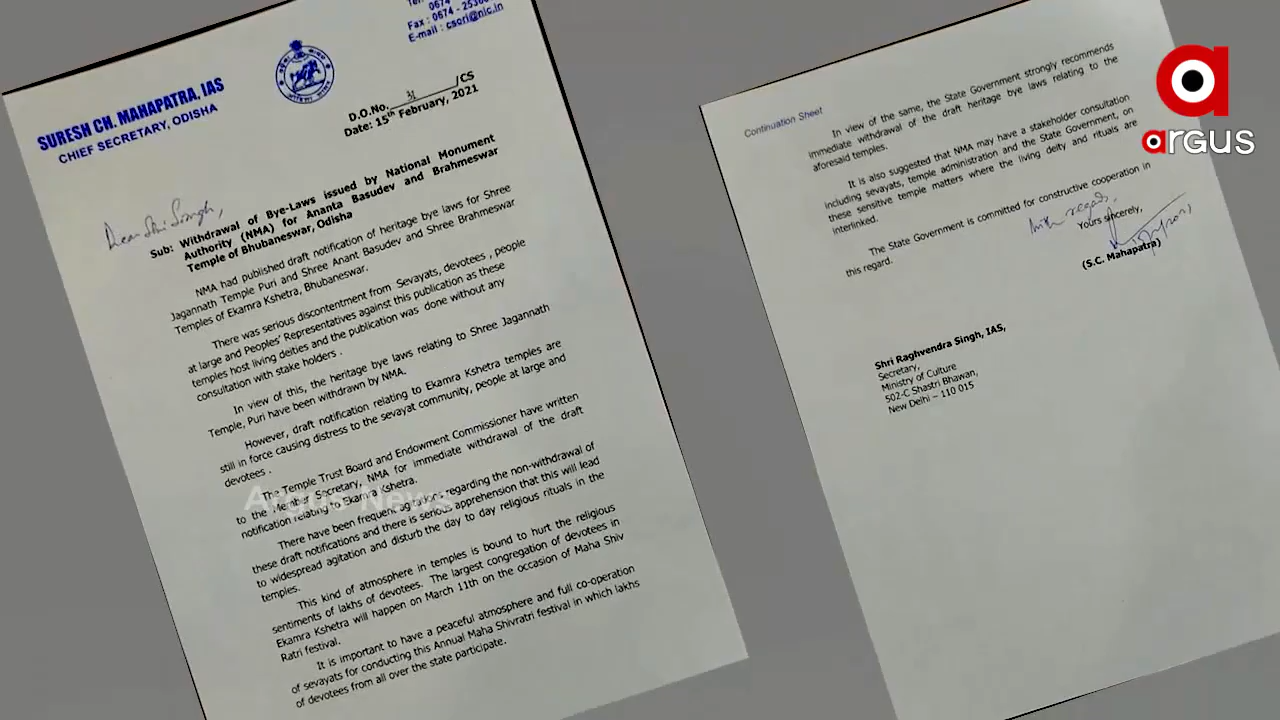 0674
Fax : 0674 - 25360
E-mail : csori@nic.in
SURESH CH. MAHAPATRA, IAS
CHIEF SECRETARY, ODISHA
D.O.No. 31 /CS
Date: 15th February, 2021
Dear Shri Singh,
Sub: Withdrawal of Bye-Laws issued by National Monument
Authority (NMA) for Ananta Basudev and Brahmeswar
Temple of Bhubaneswar, Odisha
NMA had published draft notification of heritage bye laws for Shree
Jagannath Temple Puri and Shree Anant Basudev and Shree Brahmeswar
Temples of Ekamra Kshetra, Bhubaneswar.
There was serious discontentment from Sevayats, devotees , people
at large and Peoples' Representatives against this publication as these
temples host living deities and the publication was done without any
consultation with stake holders .
In view of this, the heritage bye laws relating to Shree Jagannath
Temple, Puri have been withdrawn by NMA.
However, draft notification relating to Ekamra Kshetra temples are
still in force causing distress to the sevayat community, people at large and
devotees .
The Temple Trust Board and Endowment Commissioner have written
to the Member Secretary, NMA for immediate withdrawal of the draft
notification relating to Ekamra Kshetra.
There have been frequent regarding the non-withdrawal of
these draft notifications and there is serious apprehension that this will lead
to widespread agitation and disturb the day to day religious rituals in the
temples.
This kind of atmosphere in temples is bound to hurt the religious
sentiments of lakhs of devotees. The largest congregation of devotees in
Ekamra Kshetra will happen on March 11th on the occasion of Maha Shiv
Ratri festival.
It is important to have a peaceful atmosphere and full co-operation
of sevayats for conducting this Annual Maha Shivratri festival in which lakhs
of devotees from all over the state participate.
Argus News
Continuation Sheet
In view of the same, the State Government strongly recommends
immediate withdrawal of the draft heritage bye laws relating to the
aforesaid temples.
It is also suggested that NMA may have a stakeholder consultation
including sevayats, temple administration and the State Government, on
these sensitive temple matters where the living deity and rituals are
interlinked.
The State Government is committed for constructive cooperation in
this regard.
With regards,
Yours sincerely,
(S.C. Mahapatra)
Shri Raghvendra Singh, IAS,
Secretary,
Ministry of Culture
502-C Shastri Bhawan,
New Delhi – 110 015
argus